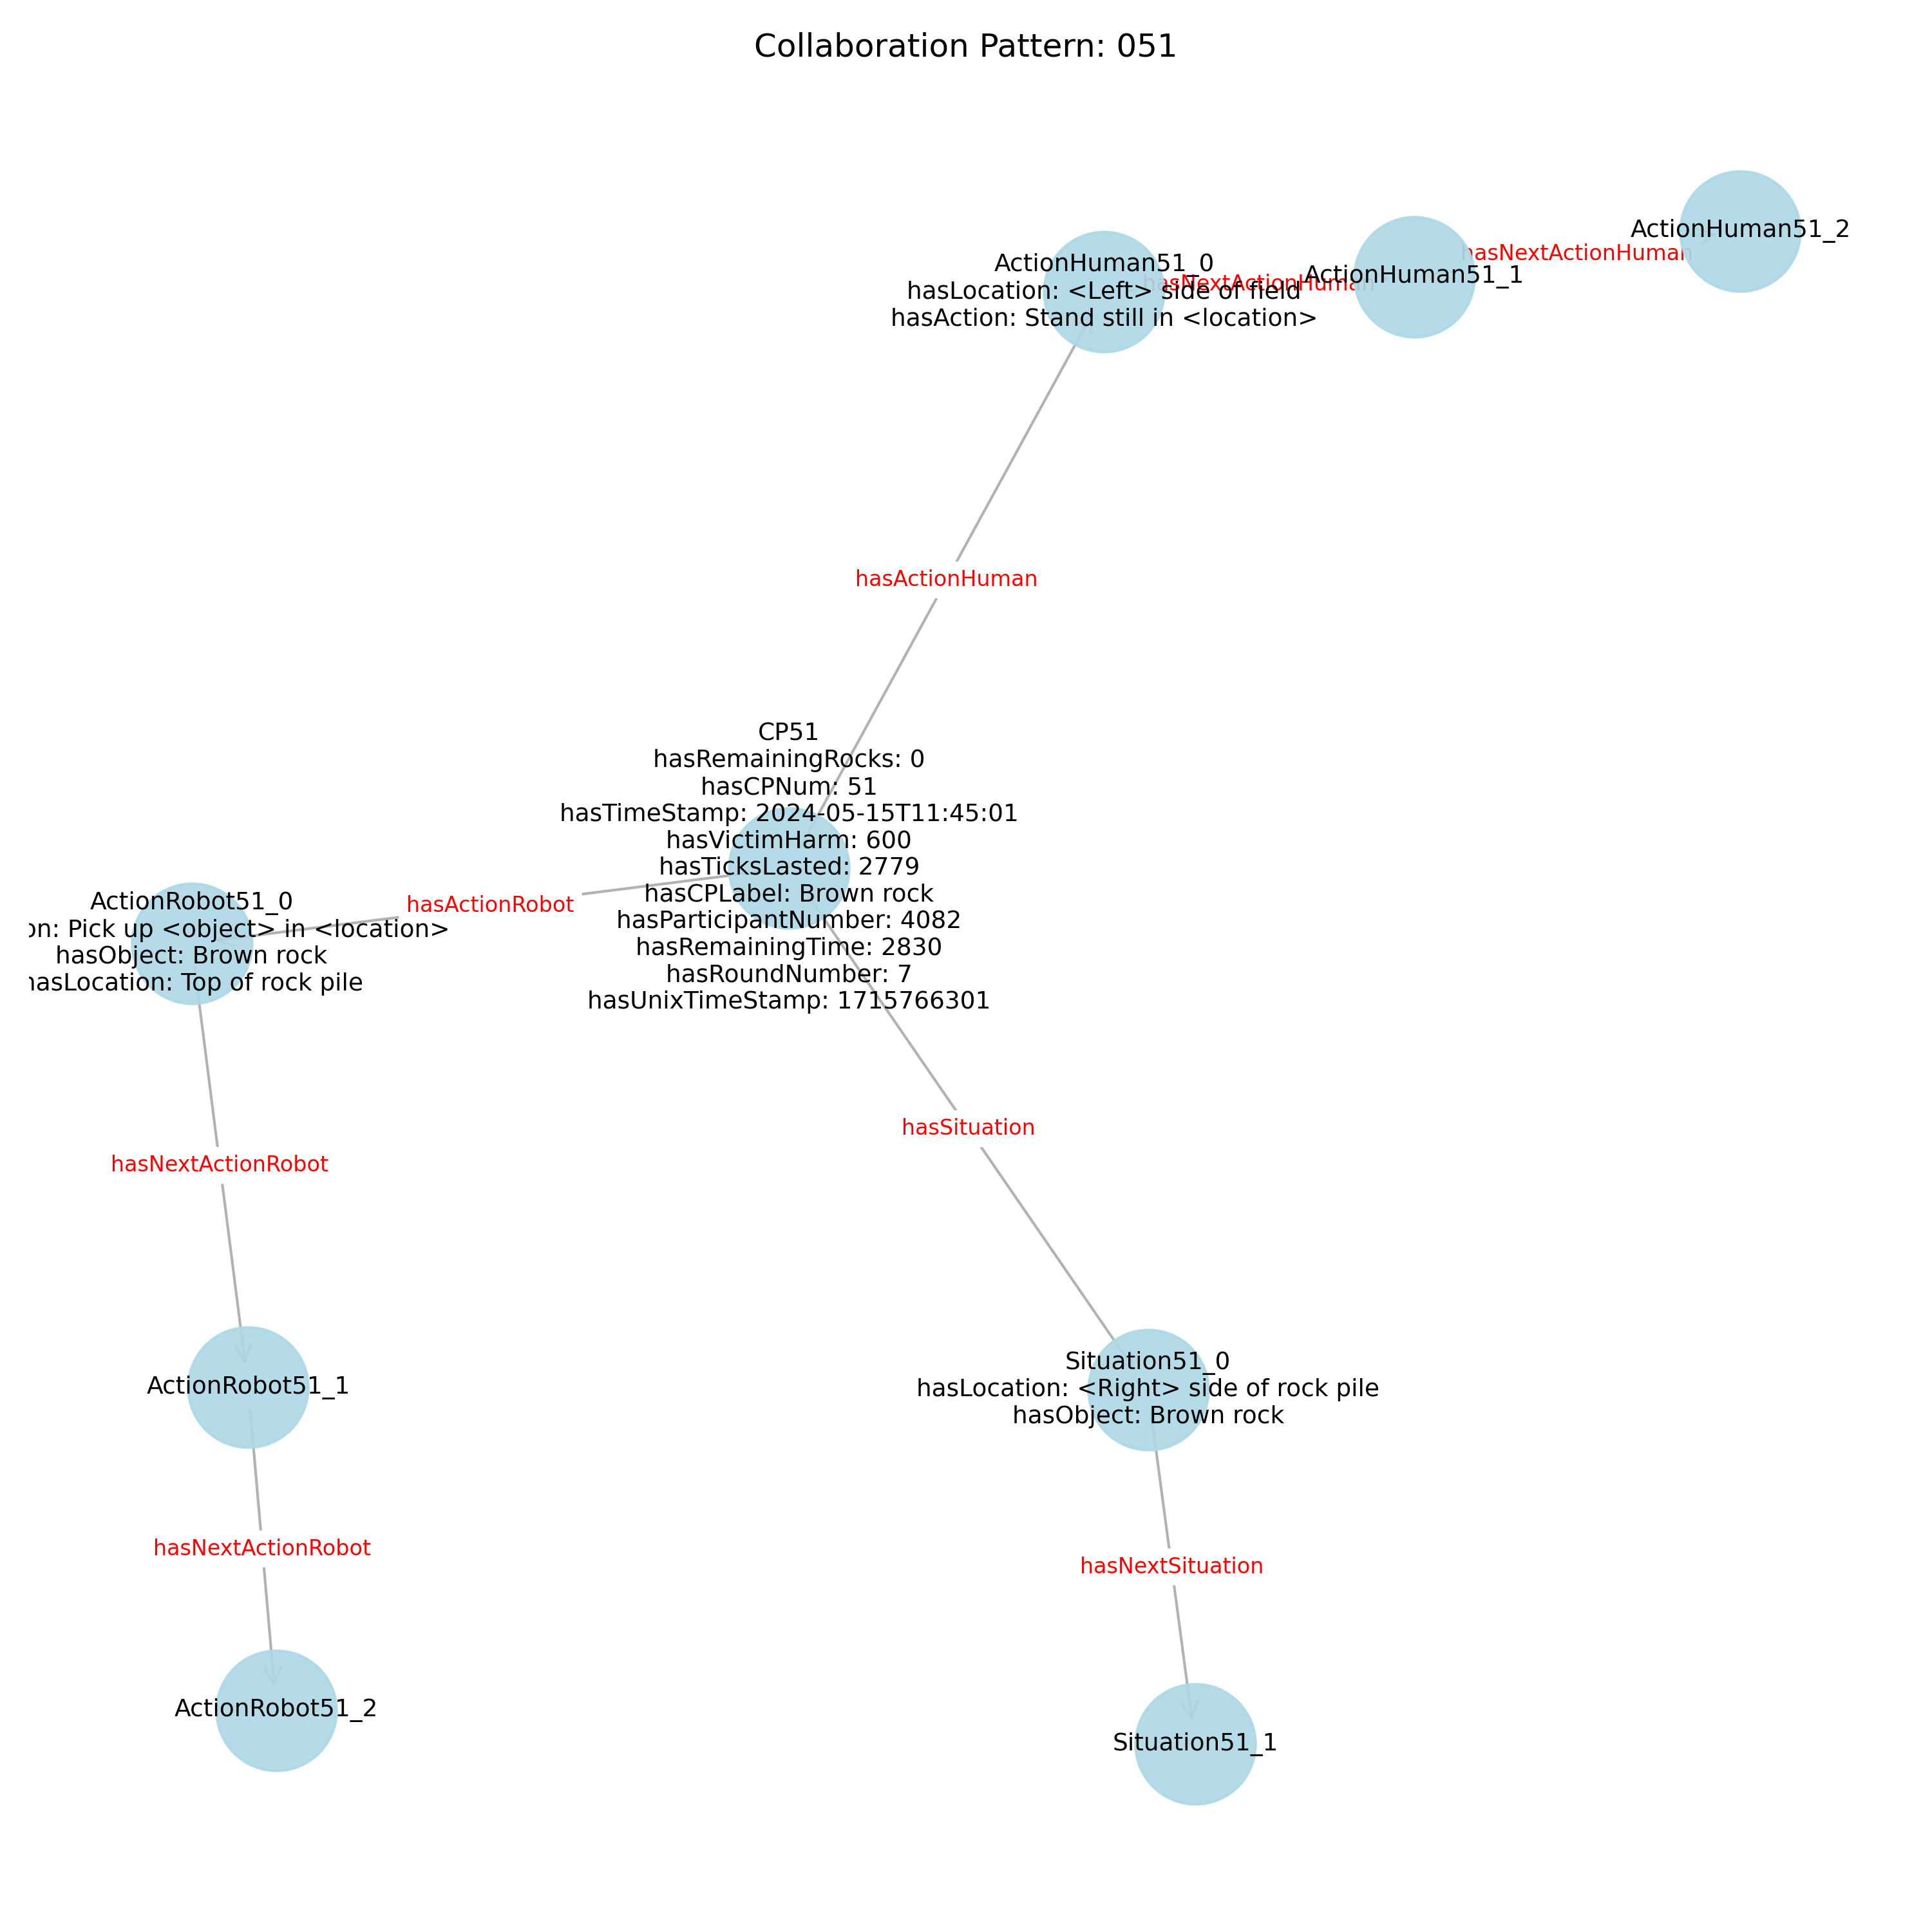 Collaboration Pattern: 051
ActionHuman51_2
hasNextActionHuman
ActionHuman51_0
hasLocation: <Left> side of field
hasAction: Stand still in <location>
hasNextActionHuman
ActionHuman51_1
hasActionHuman
CP51
hasRemainingRocks: 0
hasCPNum: 51
hasTimeStamp: 2024-05-15T11:45:01
hasVictimHarm: 600
hasTicksLasted: 2779
hasCPLabel: Brown rock
hasParticipantNumber: 4082
hasRemainingTime: 2830
hasRoundNumber: 7
hasUnixTimeStamp: 1715766301
hasActionRobot
ActionRobot51_0
on: Pick up <object> in <location>
hasObject: Brown rock
hasLocation: Top of rock pile
hasSituation
hasNextActionRobot
Situation51_0
hasLocation: <Right> side of rock pile
hasObject: Brown rock
ActionRobot51_1
hasNextActionRobot
hasNextSituation
ActionRobot51_2
Situation51_1